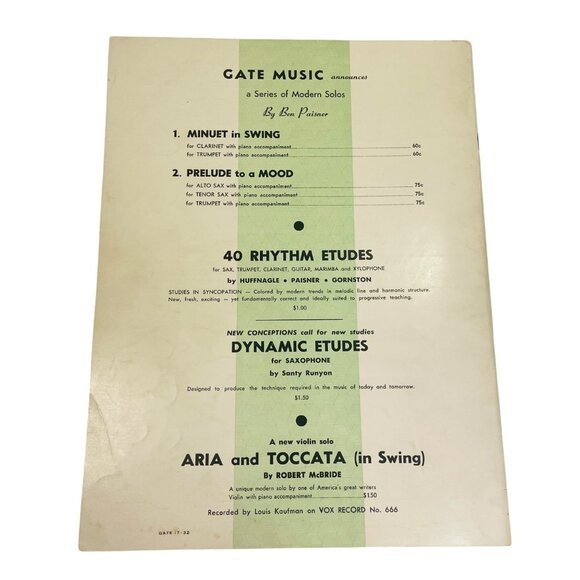 GATE MUSIC announces
a Series of Modern Solos
By Ben Paisner
1. MINUET in SWING
for CLARINET with piano accompaniment 60c
for TRUMPET with piano accompaniment 60c
2. PRELUDE to a MOOD
for ALTO SAX with piano accompaniment 75c
for TENOR SAX with piano accompaniment 75c
for TRUMPET with piano accompaniment 75c
40 RHYTHM ETUDES
for SAX, TRUMPET, CLARINET, GUITAR, MARIMBA and XYLOPHONE
by HUFFNAGLE • PAISNER • GORNSTON
STUDIES IN SYNCOPATION — Colored by modern trends in melodic line and harmonic structure.
New, fresh, exciting — yet fundamentally correct and ideally suited to progressive teaching.
$1.00
NEW CONCEPTIONS call for new studies
DYNAMIC ETUDES
for SAXOPHONE
by Santy Runyon
Designed to produce the technique required in the music of today and tomorrow.
$1.50
A new violin solo
ARIA and TOCCATA (in Swing)
By ROBERT McBRIDE
A unique modern solo by one of America's great writers
Violin with piano accompaniment $1.50
Recorded by Louis Kaufman on VOX RECORD No. 666
GATE 17-32